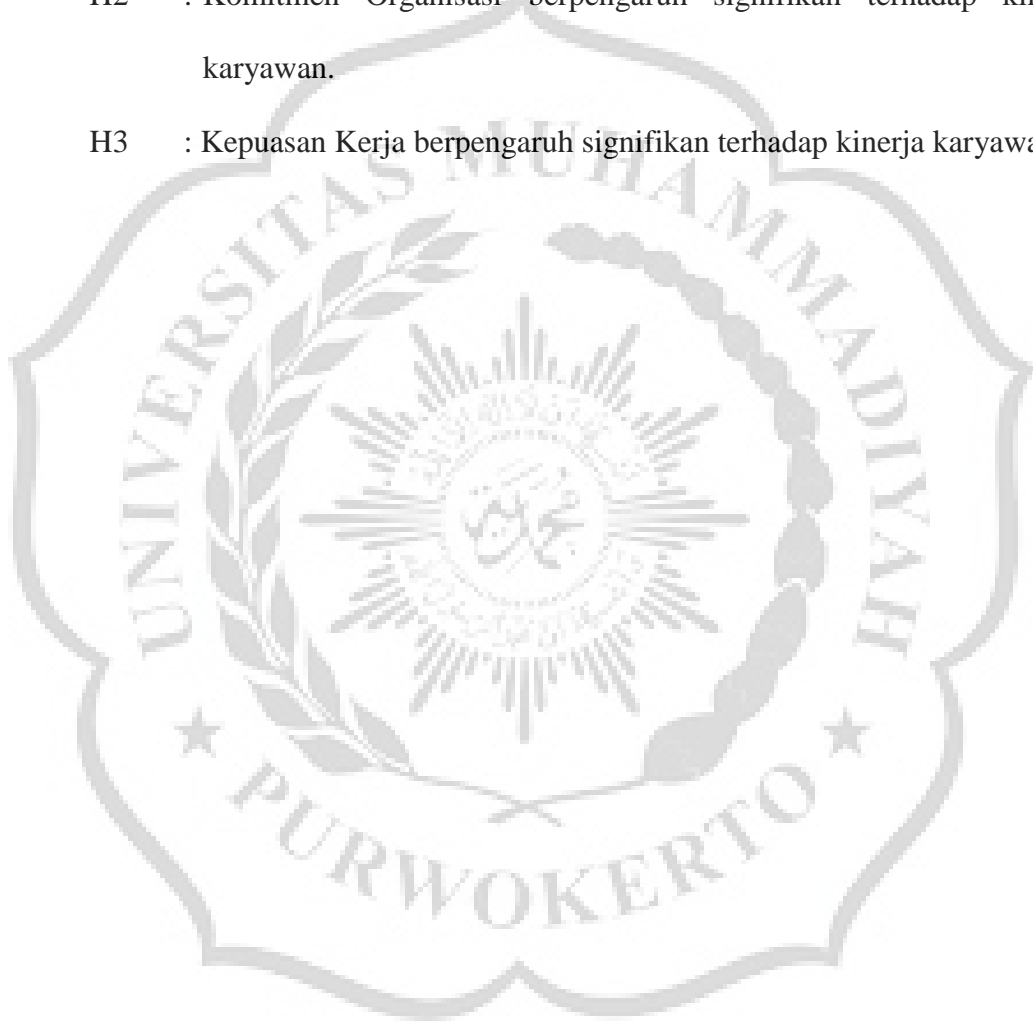 H2 : Komitmen Organisasi berpengaruh signifikan terhadap
karyawan.
H3 : Kepuasan Kerja berpengaruh signifikan terhadap kinerja
UNIVERSITAS MUHAMMADIYAH
PURWOKERTO